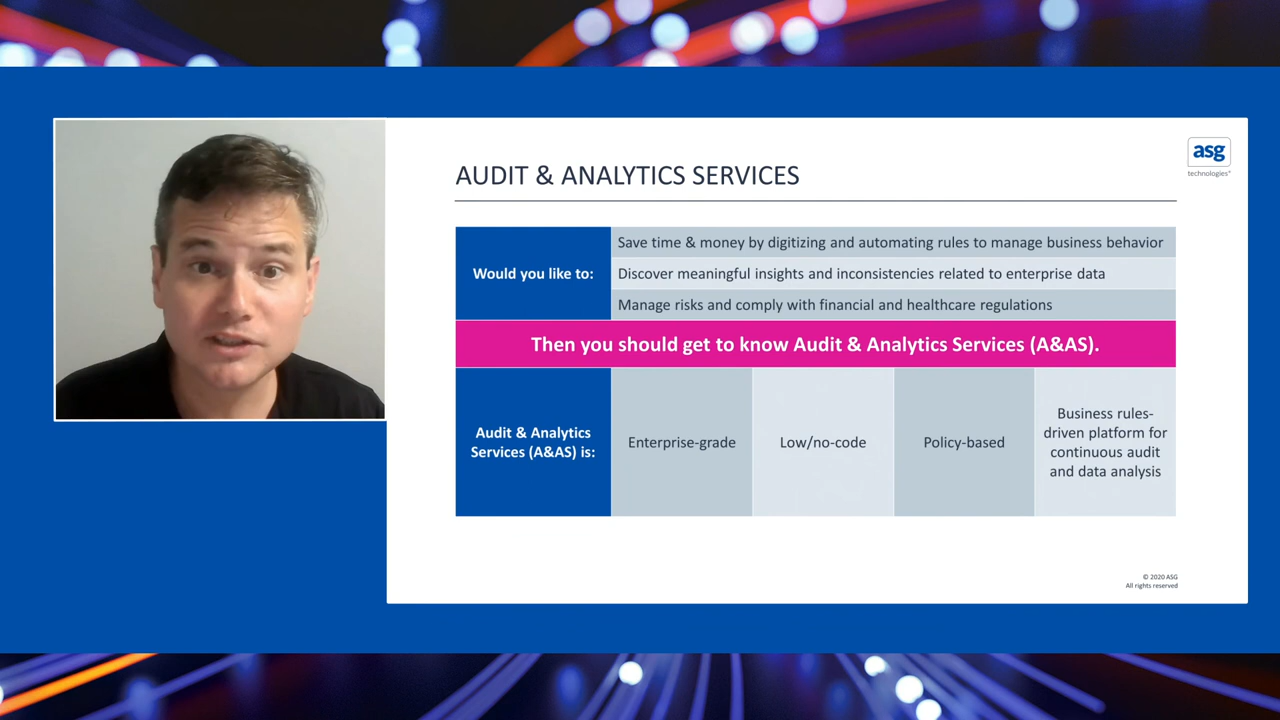 asg
technologies®
AUDIT & ANALYTICS SERVICES
Would you like to:
Save time & money by digitizing and automating rules to manage business behavior
Discover meaningful insights and inconsistencies related to enterprise data
Manage risks and comply with financial and healthcare regulations
Then you should get to know Audit & Analytics Services (A&AS).
Audit & Analytics
Services (A&AS) is:
Enterprise-grade
Low/no-code
Policy-based
Business rules-
driven platform for
continuous audit
and data analysis
© 2020 ASG
All rights reserved